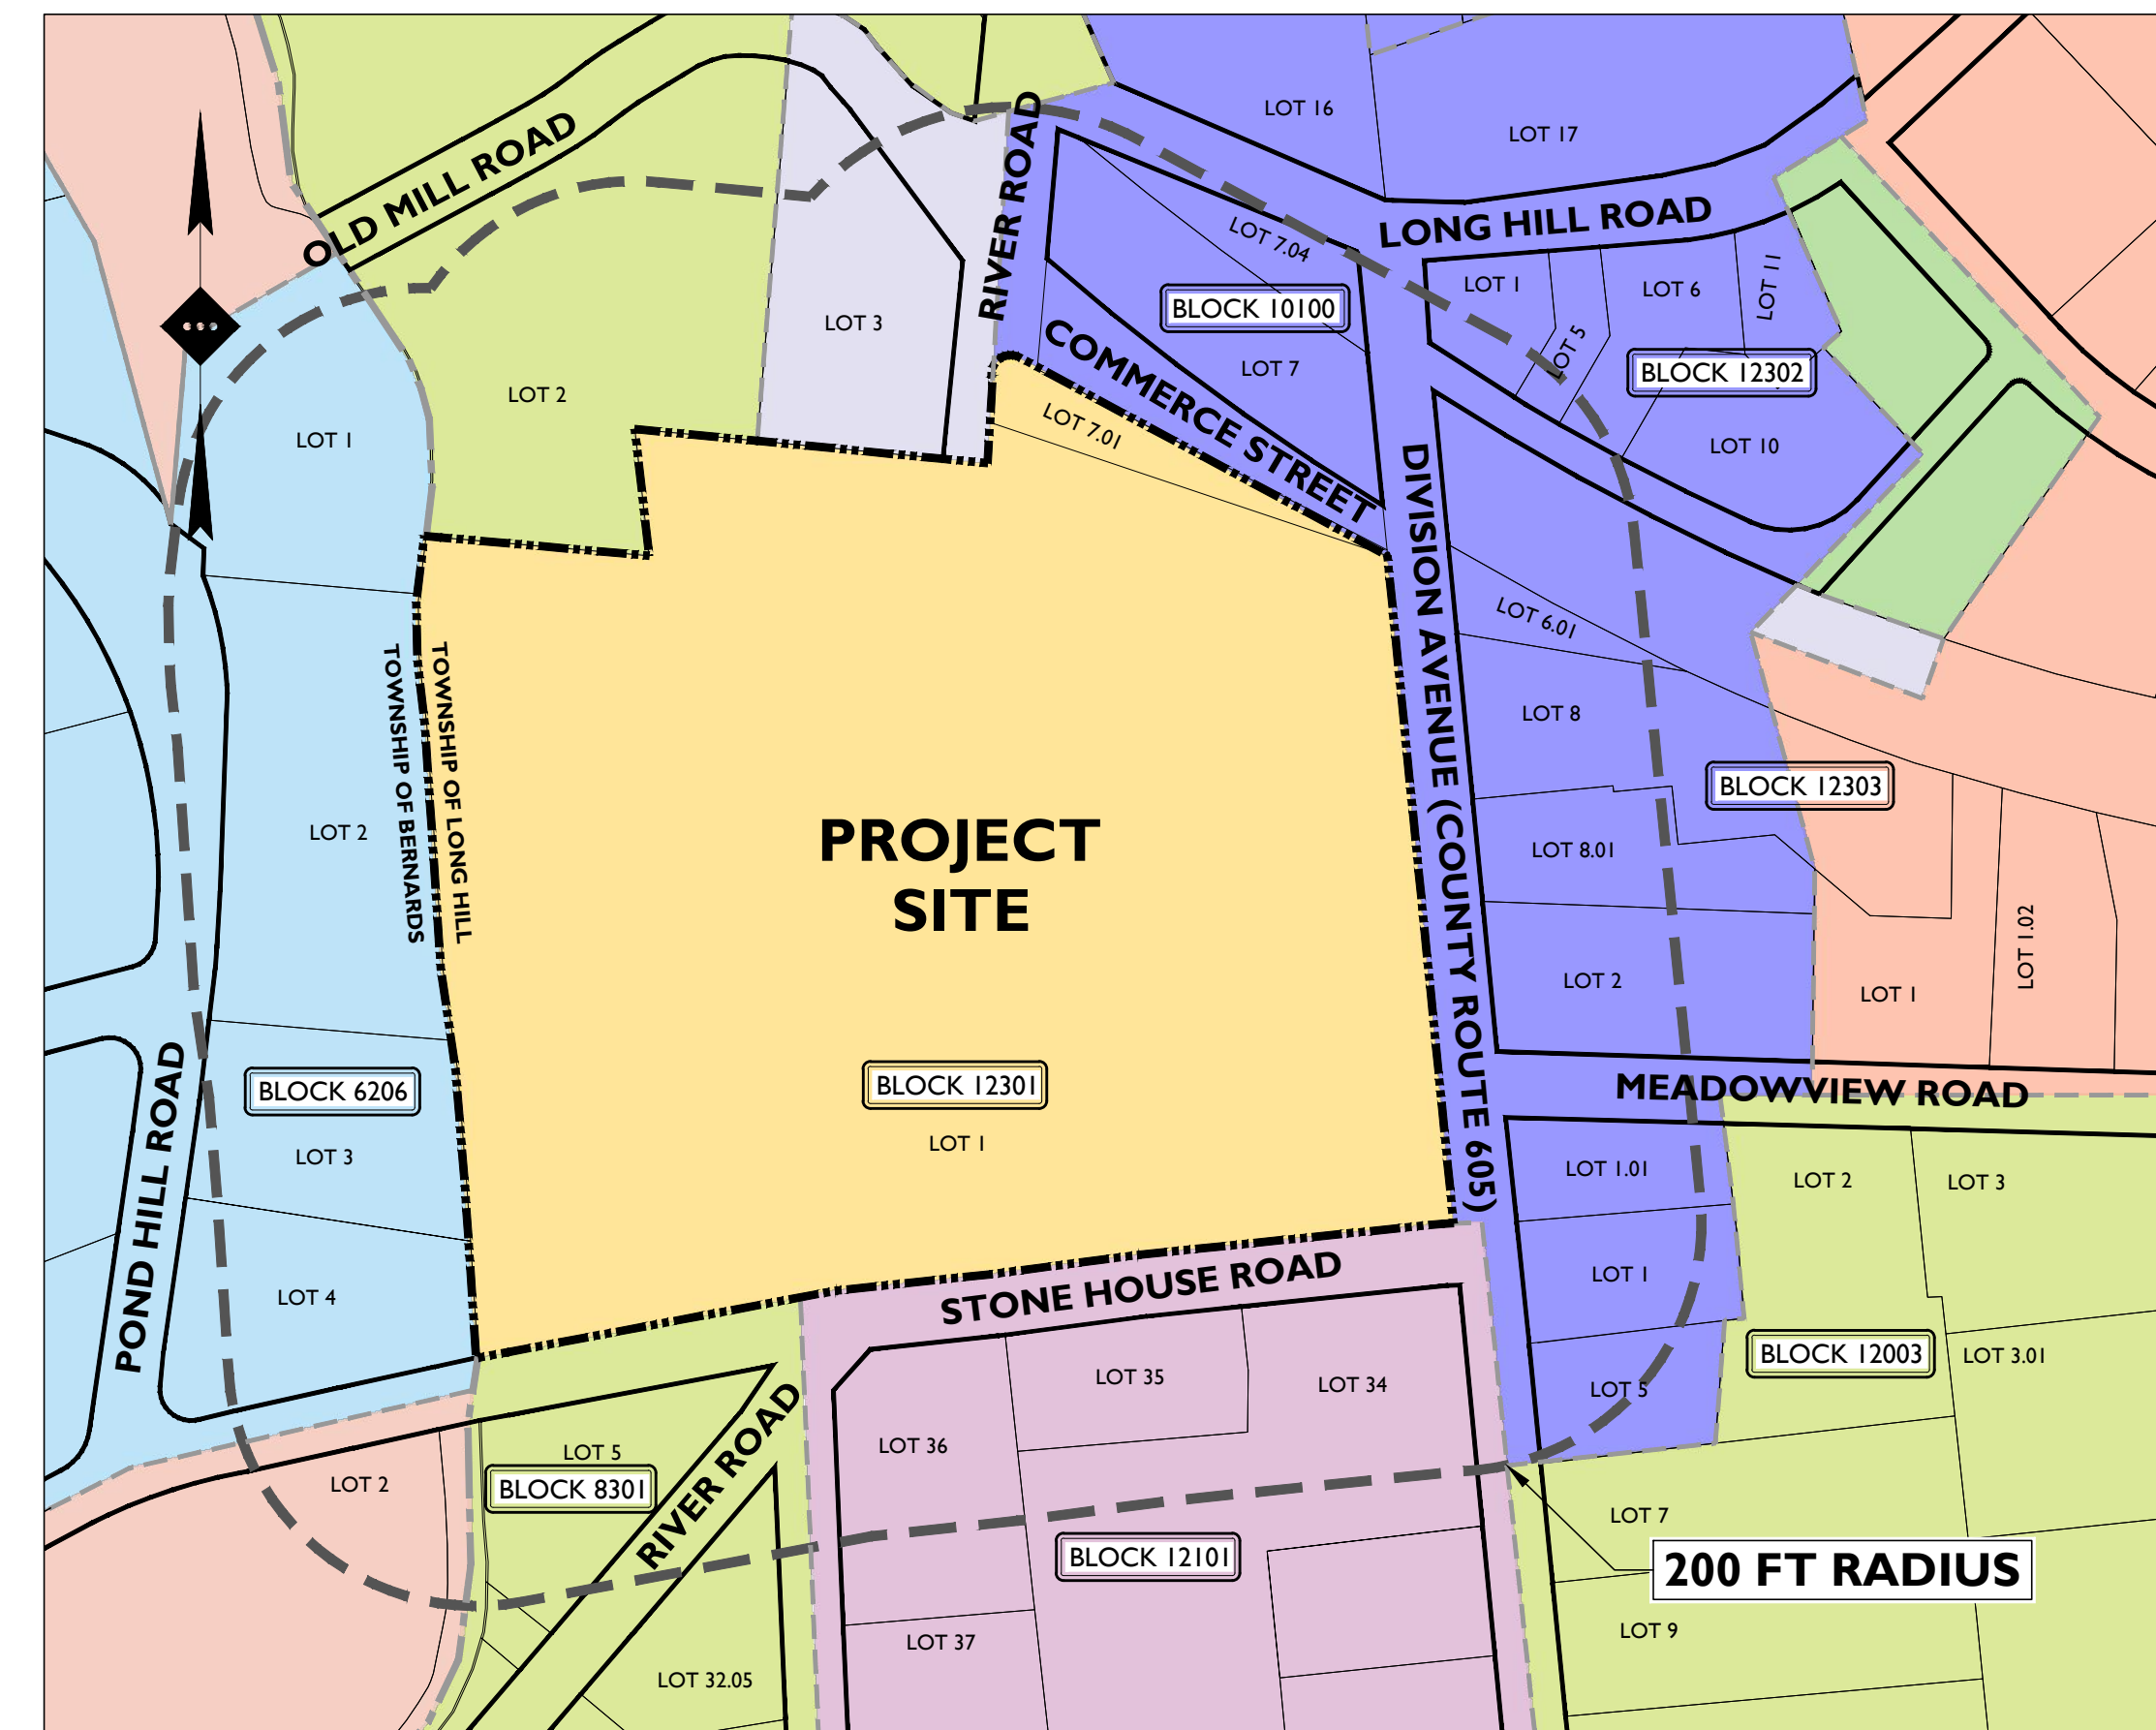 LOT 16
LOT 17
OLD MILL ROAD
RIVER ROAD
LONG HILL ROAD
LOT 7.04
LOT 1
LOT 6
LOT 11
LOT 5
BLOCK 10100
LOT 3
COMMERCE STREET
LOT 7
BLOCK 12302
LOT 2
LOT 1
LOT 7.01
LOT 10
DIVISION AVENUE (COUNTY ROUTE 605)
LOT 6.01
TOWNSHIP OF BERNARDS
TOWNSHIP OF LONG HILL
LOT 8
BLOCK 12303
LOT 2
PROJECT
SITE
LOT 8.01
LOT 2
LOT 1
LOT 1.02
POND HILL ROAD
BLOCK 6206
BLOCK 12301
MEADOWVIEW ROAD
LOT 3
LOT 1
LOT 1.01
LOT 2
LOT 3
LOT 4
STONE HOUSE ROAD
LOT 1
BLOCK 12003
LOT 3.01
LOT 35
LOT 34
LOT 5
LOT 36
LOT 5
LOT 2
BLOCK 8301
RIVER ROAD
LOT 7
BLOCK 12101
200 FT RADIUS
LOT 9
LOT 37
LOT 32.05